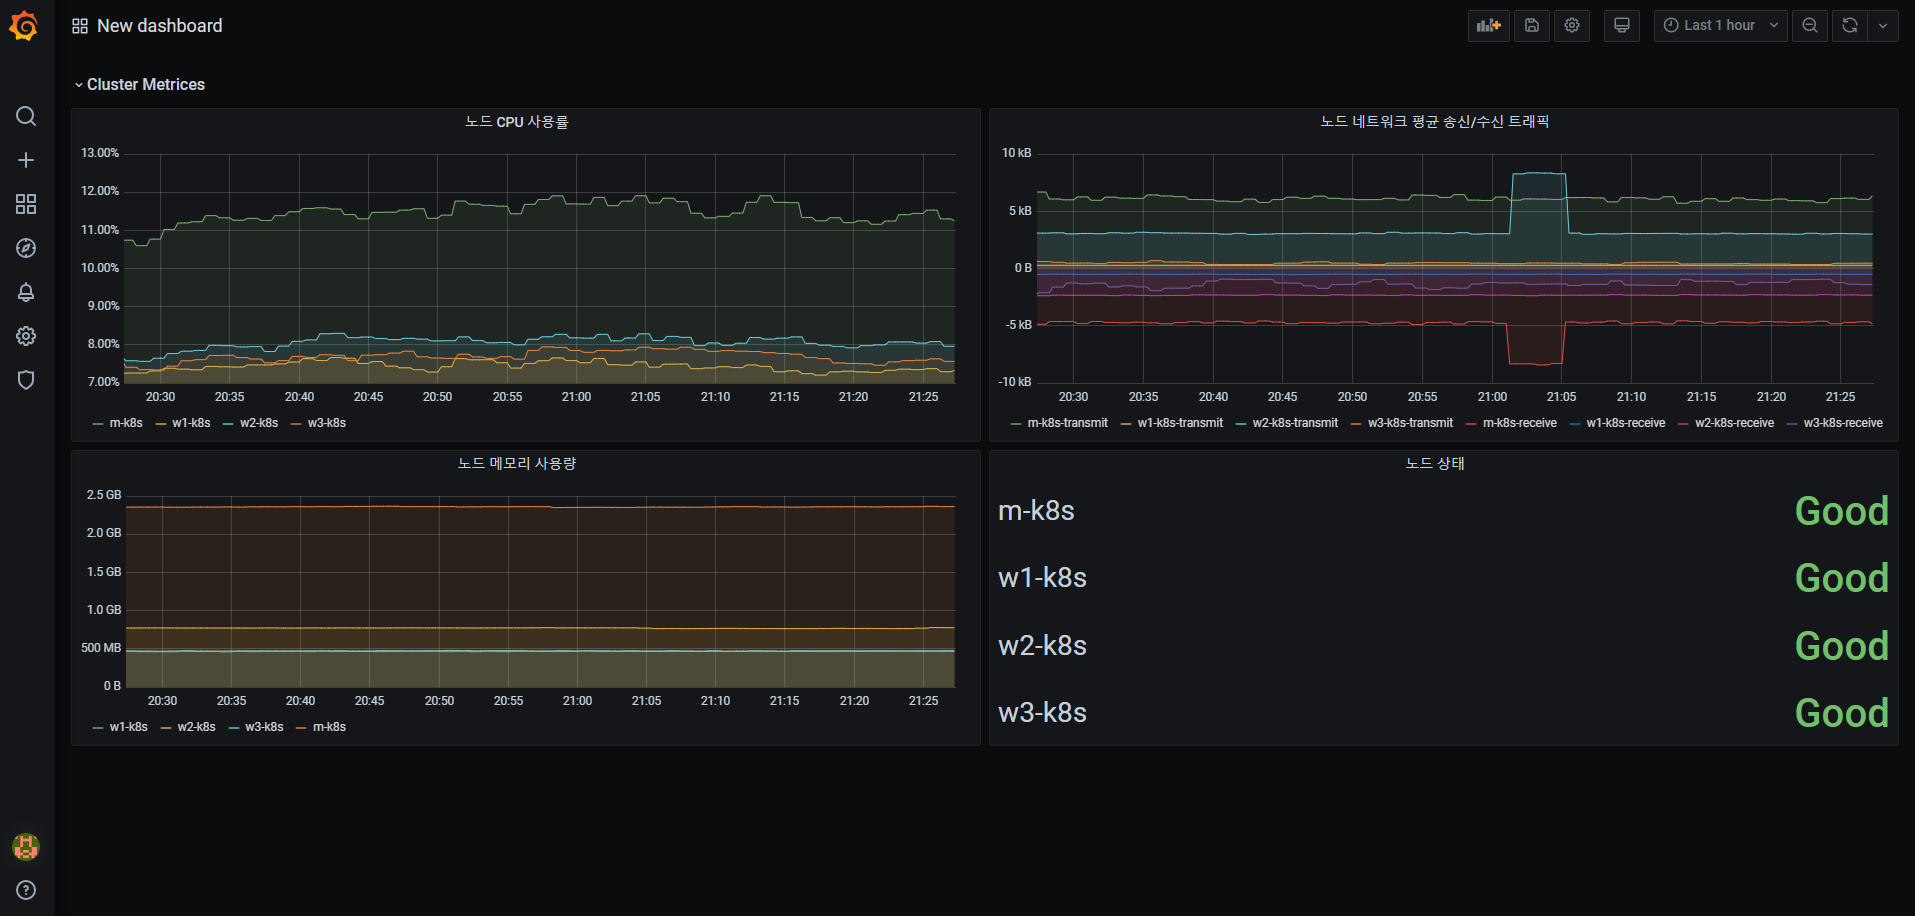 New dashboard
Last 1 hour
Cluster Metrices
노드 CPU 사용률
13.00%
12.00%
11.00%
10.00%
9.00%
8.00%
7.00%
20:30 20:35 20:40 20:45 20:50 20:55 21:00 21:05 21:10 21:15 21:20 21:25
m-k8s w1-k8s w2-k8s w3-k8s
노드 네트워크 평균 송신/수신 트래픽
10 kB
5 kB
0 B
-5 kB
-10 kB
20:30 20:35 20:40 20:45 20:50 20:55 21:00 21:05 21:10 21:15 21:20 21:25
m-k8s-transmit w1-k8s-transmit w2-k8s-transmit w3-k8s-transmit m-k8s-receive w1-k8s-receive w2-k8s-receive w3-k8s-receive
노드 메모리 사용량
2.5 GB
2.0 GB
1.5 GB
1.0 GB
500 MB
0 B
20:30 20:35 20:40 20:45 20:50 20:55 21:00 21:05 21:10 21:15 21:20 21:25
w1-k8s w2-k8s w3-k8s m-k8s
노드 상태
m-k8s Good
w1-k8s Good
w2-k8s Good
w3-k8s Good